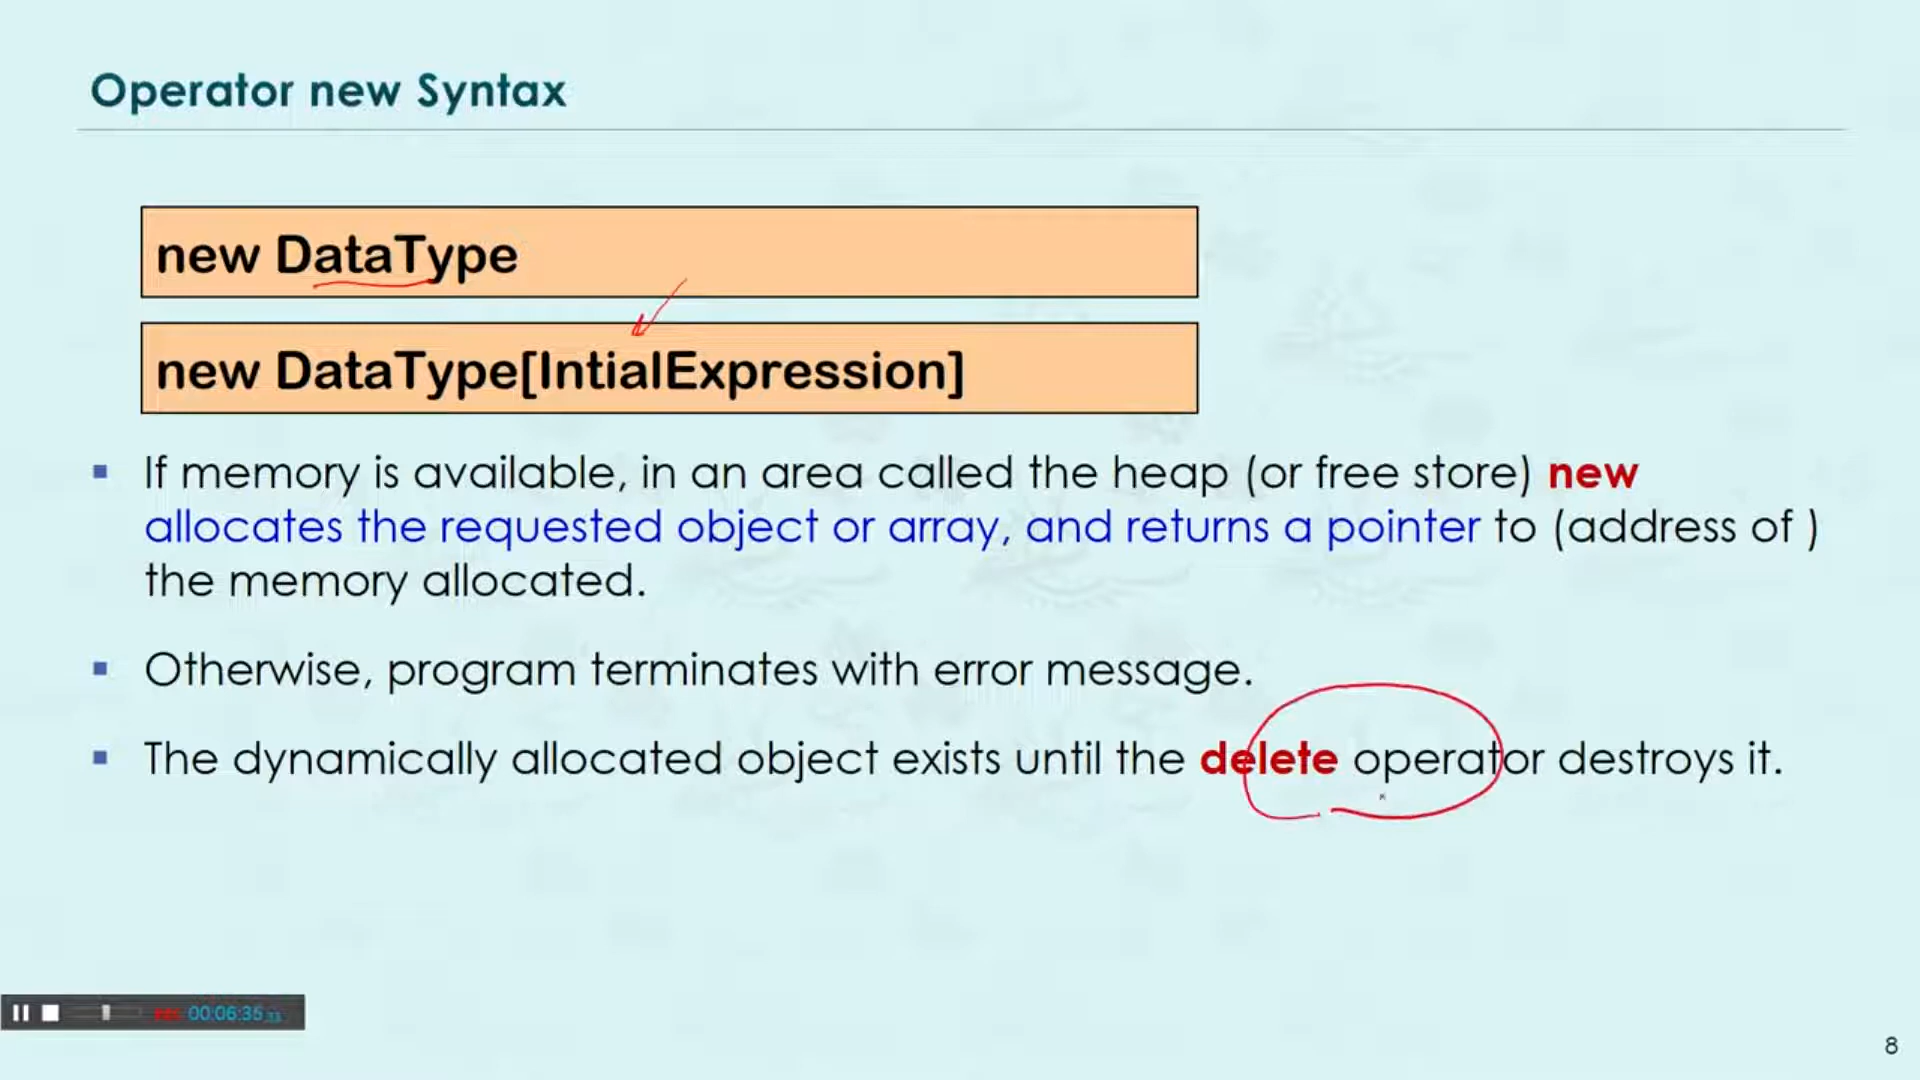 Operator new Syntax
new DataType
new DataType[IntialExpression]
▪ If memory is available, in an area called the heap (or free store) new
allocates the requested object or array, and returns a pointer to (address of )
the memory allocated.
▪ Otherwise, program terminates with error message.
▪ The dynamically allocated object exists until the delete operator destroys it.
00:06:35
8